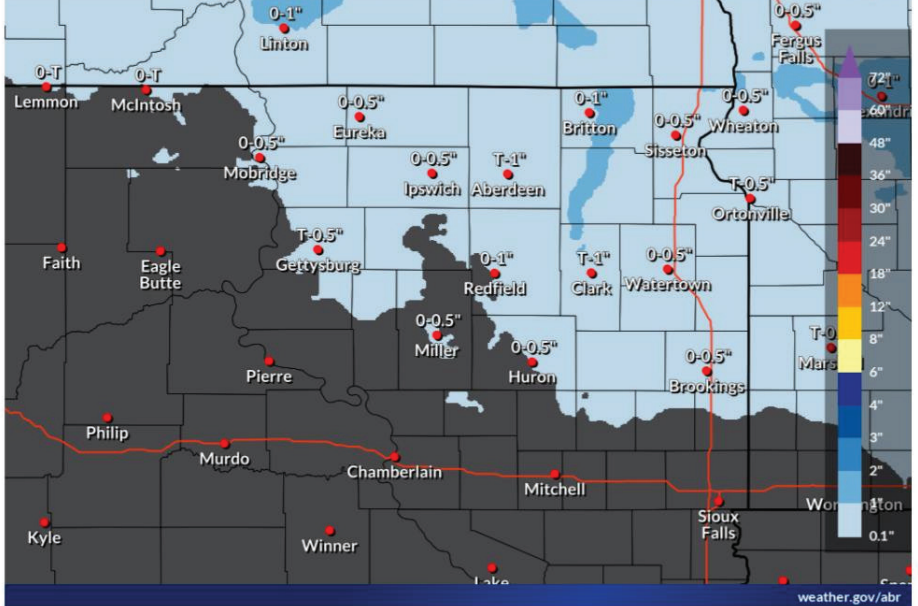 0-1"
Linton
0-0.5"
Fergus
Falls
0-T
Lemmon
0-T
McIntosh
0-0.5"
Eureka
0-1"
Britton
0-0.5"
Sisseton
0-0.5"
Wheaton
0-0.5"
Mobridge
0-0.5"
Ipswich
T-1"
Aberdeen
T-0.5"
Ortonville
T-0.5"
Gettysburg
Faith
Eagle
Butte
0-1"
Redfield
T-1"
Clark
0-0.5"
Watertown
0-0.5"
Miller
0-0.5"
Huron
0-0.5"
Brookings
Pierre
Philip
Murdo
Chamberlain
Mitchell
Sioux
Falls
Kyle
Winner
Lake
72"
60"
48"
36"
30"
24"
18"
12"
8"
6"
4"
3"
2"
1"
0.1"
weather.gov/abr